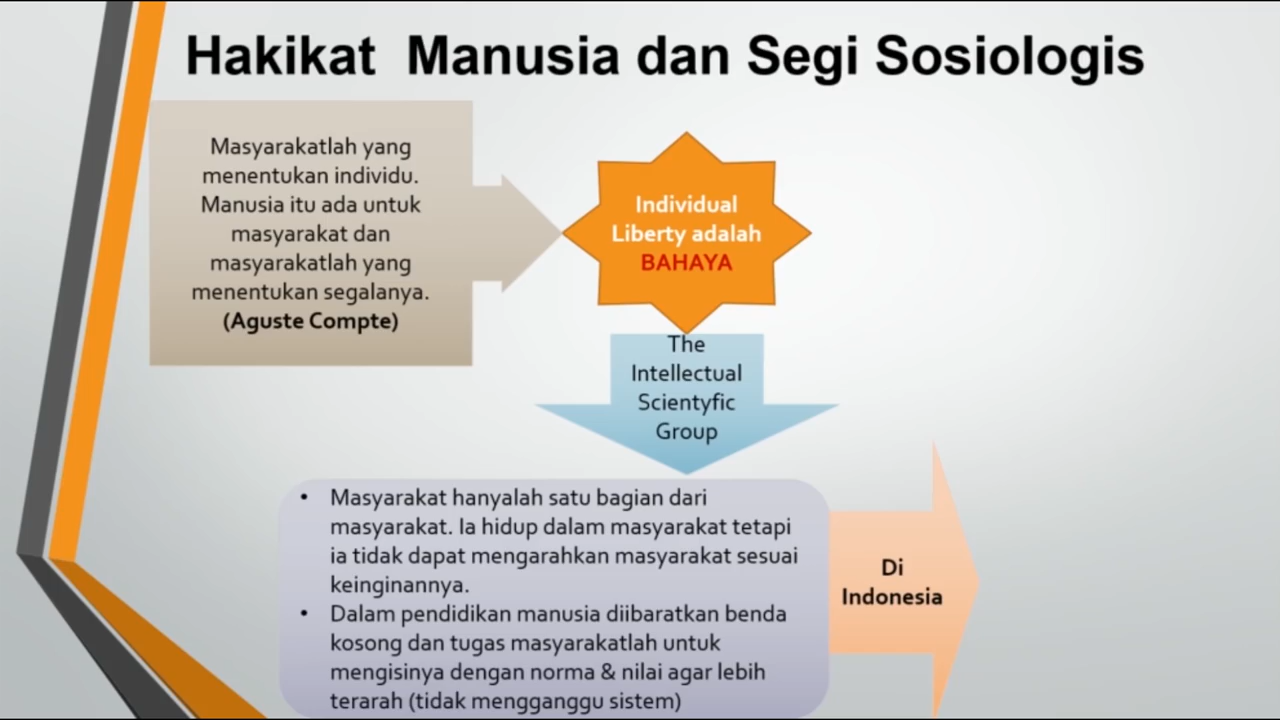 Hakikat Manusia dan Segi Sosiologis
Masyarakatlah yang
menentukan individu.
Manusia itu ada untuk
masyarakat dan
masyarakatlah yang
menentukan segalanya.
(Aguste Compte)
Individual
Liberty adalah
BAHAYA
The
Intellectual
Scientyfic
Group
• Masyarakat hanyalah satu bagian dari
masyarakat. Ia hidup dalam masyarakat tetapi
ia tidak dapat mengarahkan masyarakat sesuai
keinginannya.
• Dalam pendidikan manusia diibaratkan benda
kosong dan tugas masyarakatlah untuk
mengisinya dengan norma & nilai agar lebih
terarah (tidak mengganggu sistem)
Di
Indonesia